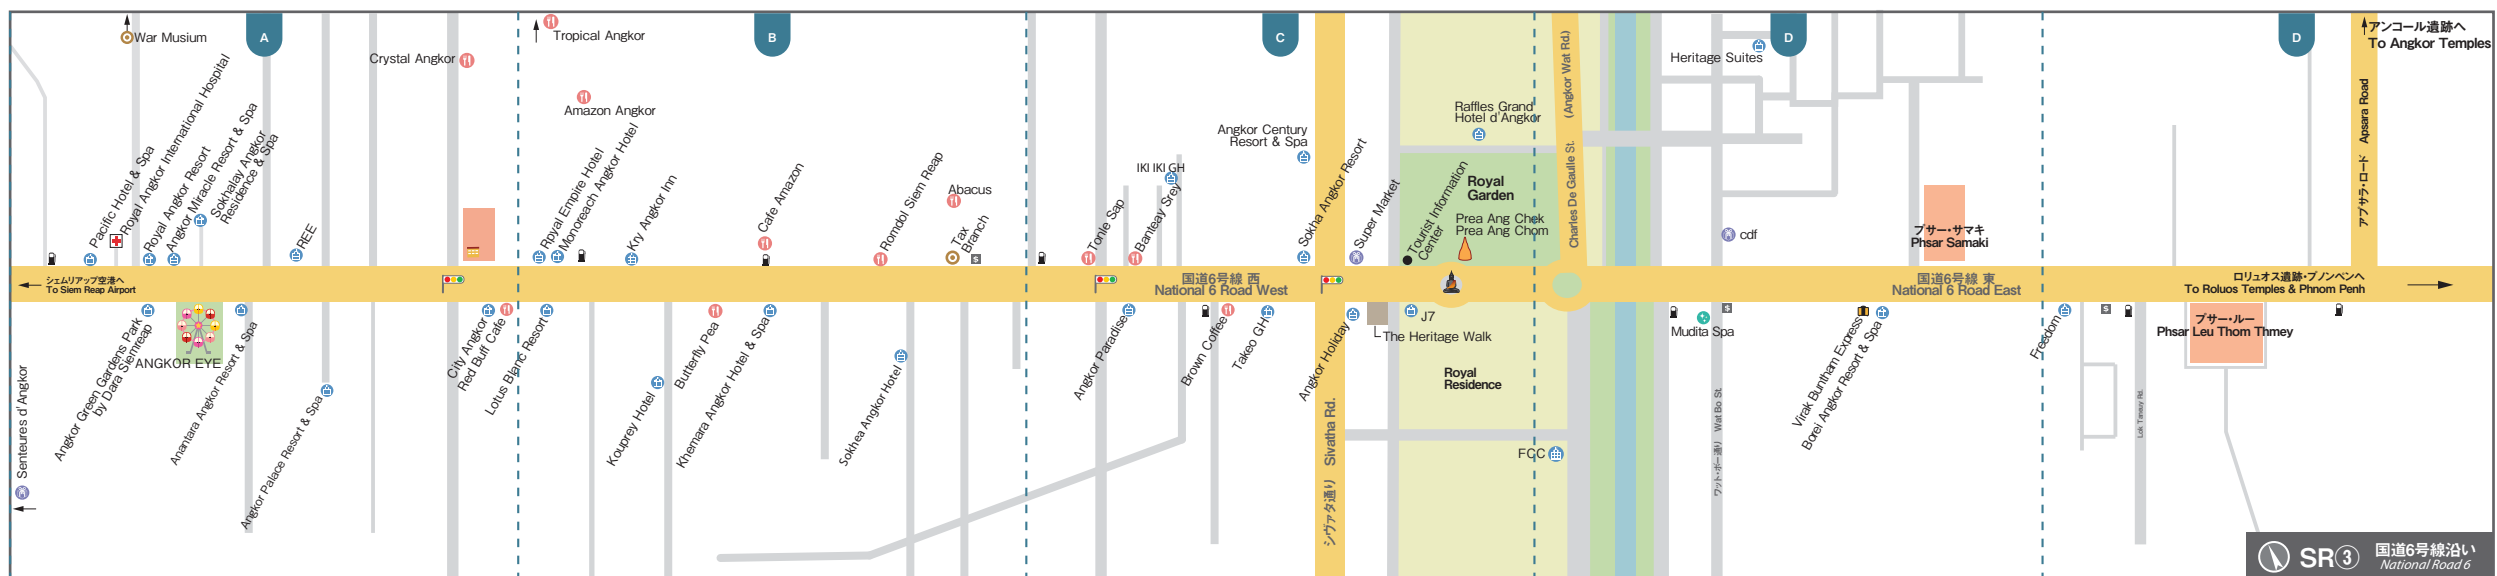 War Musium
A
Tropical Angkor
B
C
D
D
アンコール遺跡へ
To Angkor Temples
Crystal Angkor
Amazon Angkor
Heritage Suites
Pacific Hotel & Spa
Royal Angkor International Hospital
Royal Angkor Resort
Angkor Miracle Resort & Spa
Sokhalay Angkor
Residence & Spa
REE
Rpyal Empire Hotel
Monoreach Angkor Hotel
Kry Angkor Inn
Cafe Amazon
Romdol Siem Reap
Abacus
Tax
Branch
Tonle Sap
IKI IKI GH
Banteay Srey
Angkor Century
Resort & Spa
Sokha Angkor Resort
Super Market
Raffles Grand
Hotel d'Angkor
Royal
Garden
Tourist Information
Center
Prea Ang Chek
Prea Ang Chom
Charles De Gaulle St. (Angkor Wat Rd.)
cdf
プサー・サマキ
Phsar Samaki
アプサラ・ロード Apsara Road
シェムリアップ空港へ
To Siem Reap Airport
国道6号線 西
National 6 Road West
国道6号線 東
National 6 Road East
ロリュオス遺跡・プノンペンへ
To Roluos Temples & Phnom Penh
Senteures d'Angkor
Angkor Green Gardens Park
by Dara Siemreap
ANGKOR EYE
Anantara Angkor Resort & Spa
Angkor Palace Resort & Spa
City Angkor
Red Buff Cafe
Lotus Blanc Resort
Kouprey Hotel
Butterfly Pea
Khemara Angkor Hotel & Spa
Sokhea Angkor Hotel
Angkor Paradise
Brown Coffee
Takeo GH
Angkor Holiday
シヴァタ通り Sivatha Rd.
The Heritage Walk
J7
Royal
Residence
FCC
Mudita Spa
ワット・ボー通り Wat Bo St.
Virak Buntham Express
Borei Angkor Resort & Spa
Freedom
Lok Taneuy Rd.
プサー・ルー
Phsar Leu Thom Thmey
SR③
国道6号線沿い
National Road 6